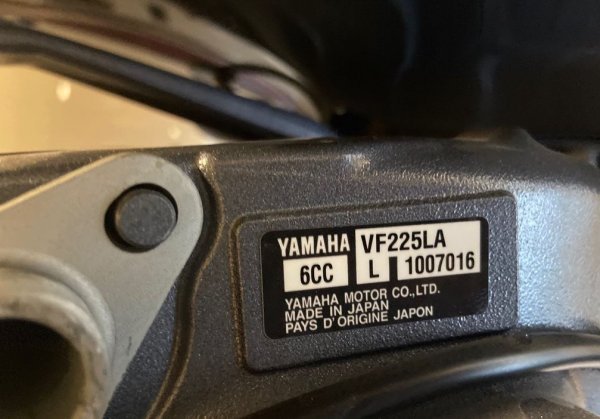 YAMAHA VF225LA
6CC L 1007016
YAMAHA MOTOR CO.,LTD.
MADE IN JAPAN
PAYS D'ORIGINE JAPON